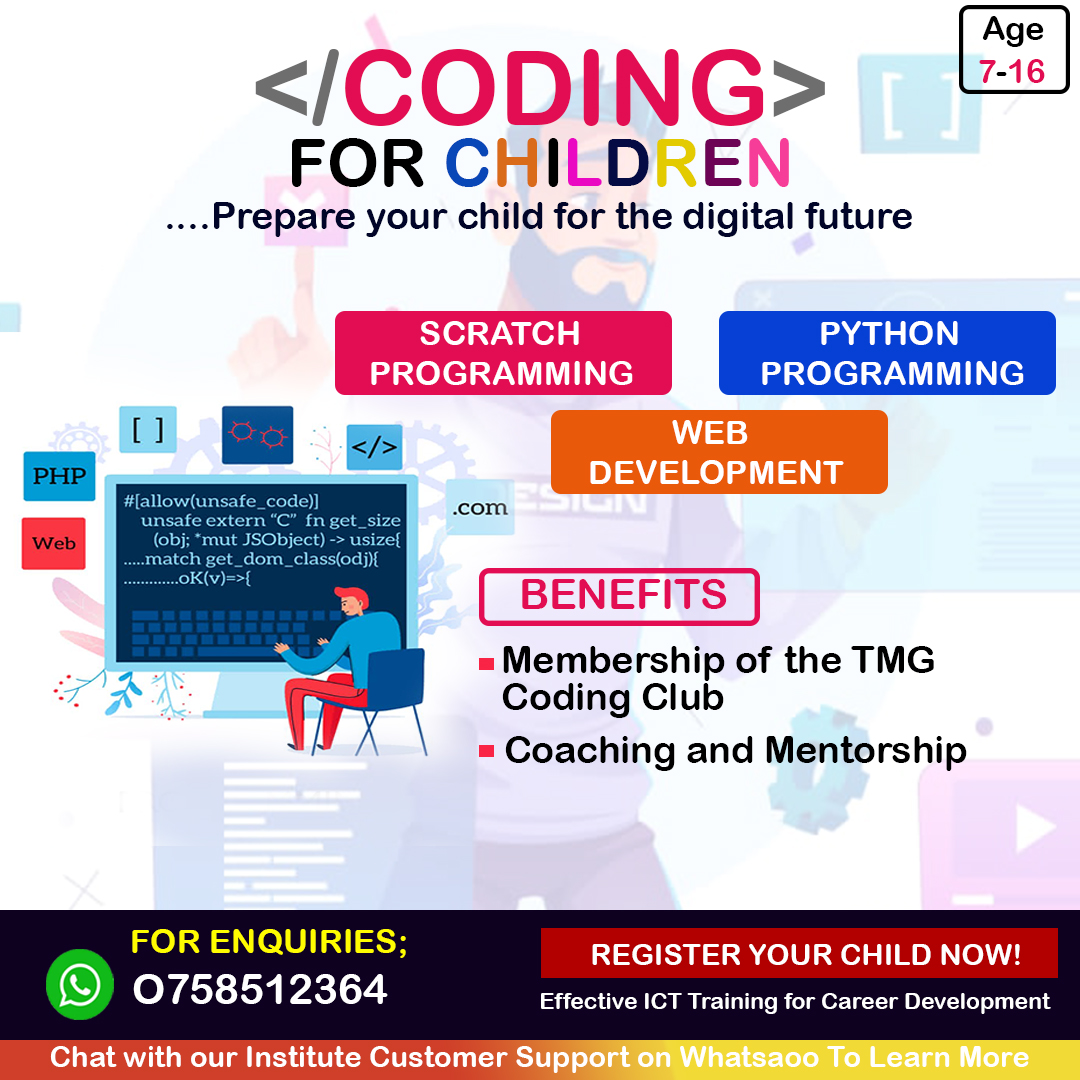 Age
7-16
</CODING>
FOR CHILDREN
....Prepare your child for the digital future
SCRATCH
PROGRAMMING
PYTHON
PROGRAMMING
WEB
DEVELOPMENT
[ ]
</>
PHP
.com
Web
#[allow(unsafe_code)]
unsafe extern “C” fn get_size
(obj; *mut JSObject) -> usize{
.....match get_dom_class(odj){
.............oK(v)=>{
ESIGN
BENEFITS
Membership of the TMG
Coding Club
Coaching and Mentorship
FOR ENQUIRIES;
O758512364
REGISTER YOUR CHILD NOW!
Effective ICT Training for Career Development
Chat with our Institute Customer Support on Whatsaoo To Learn More